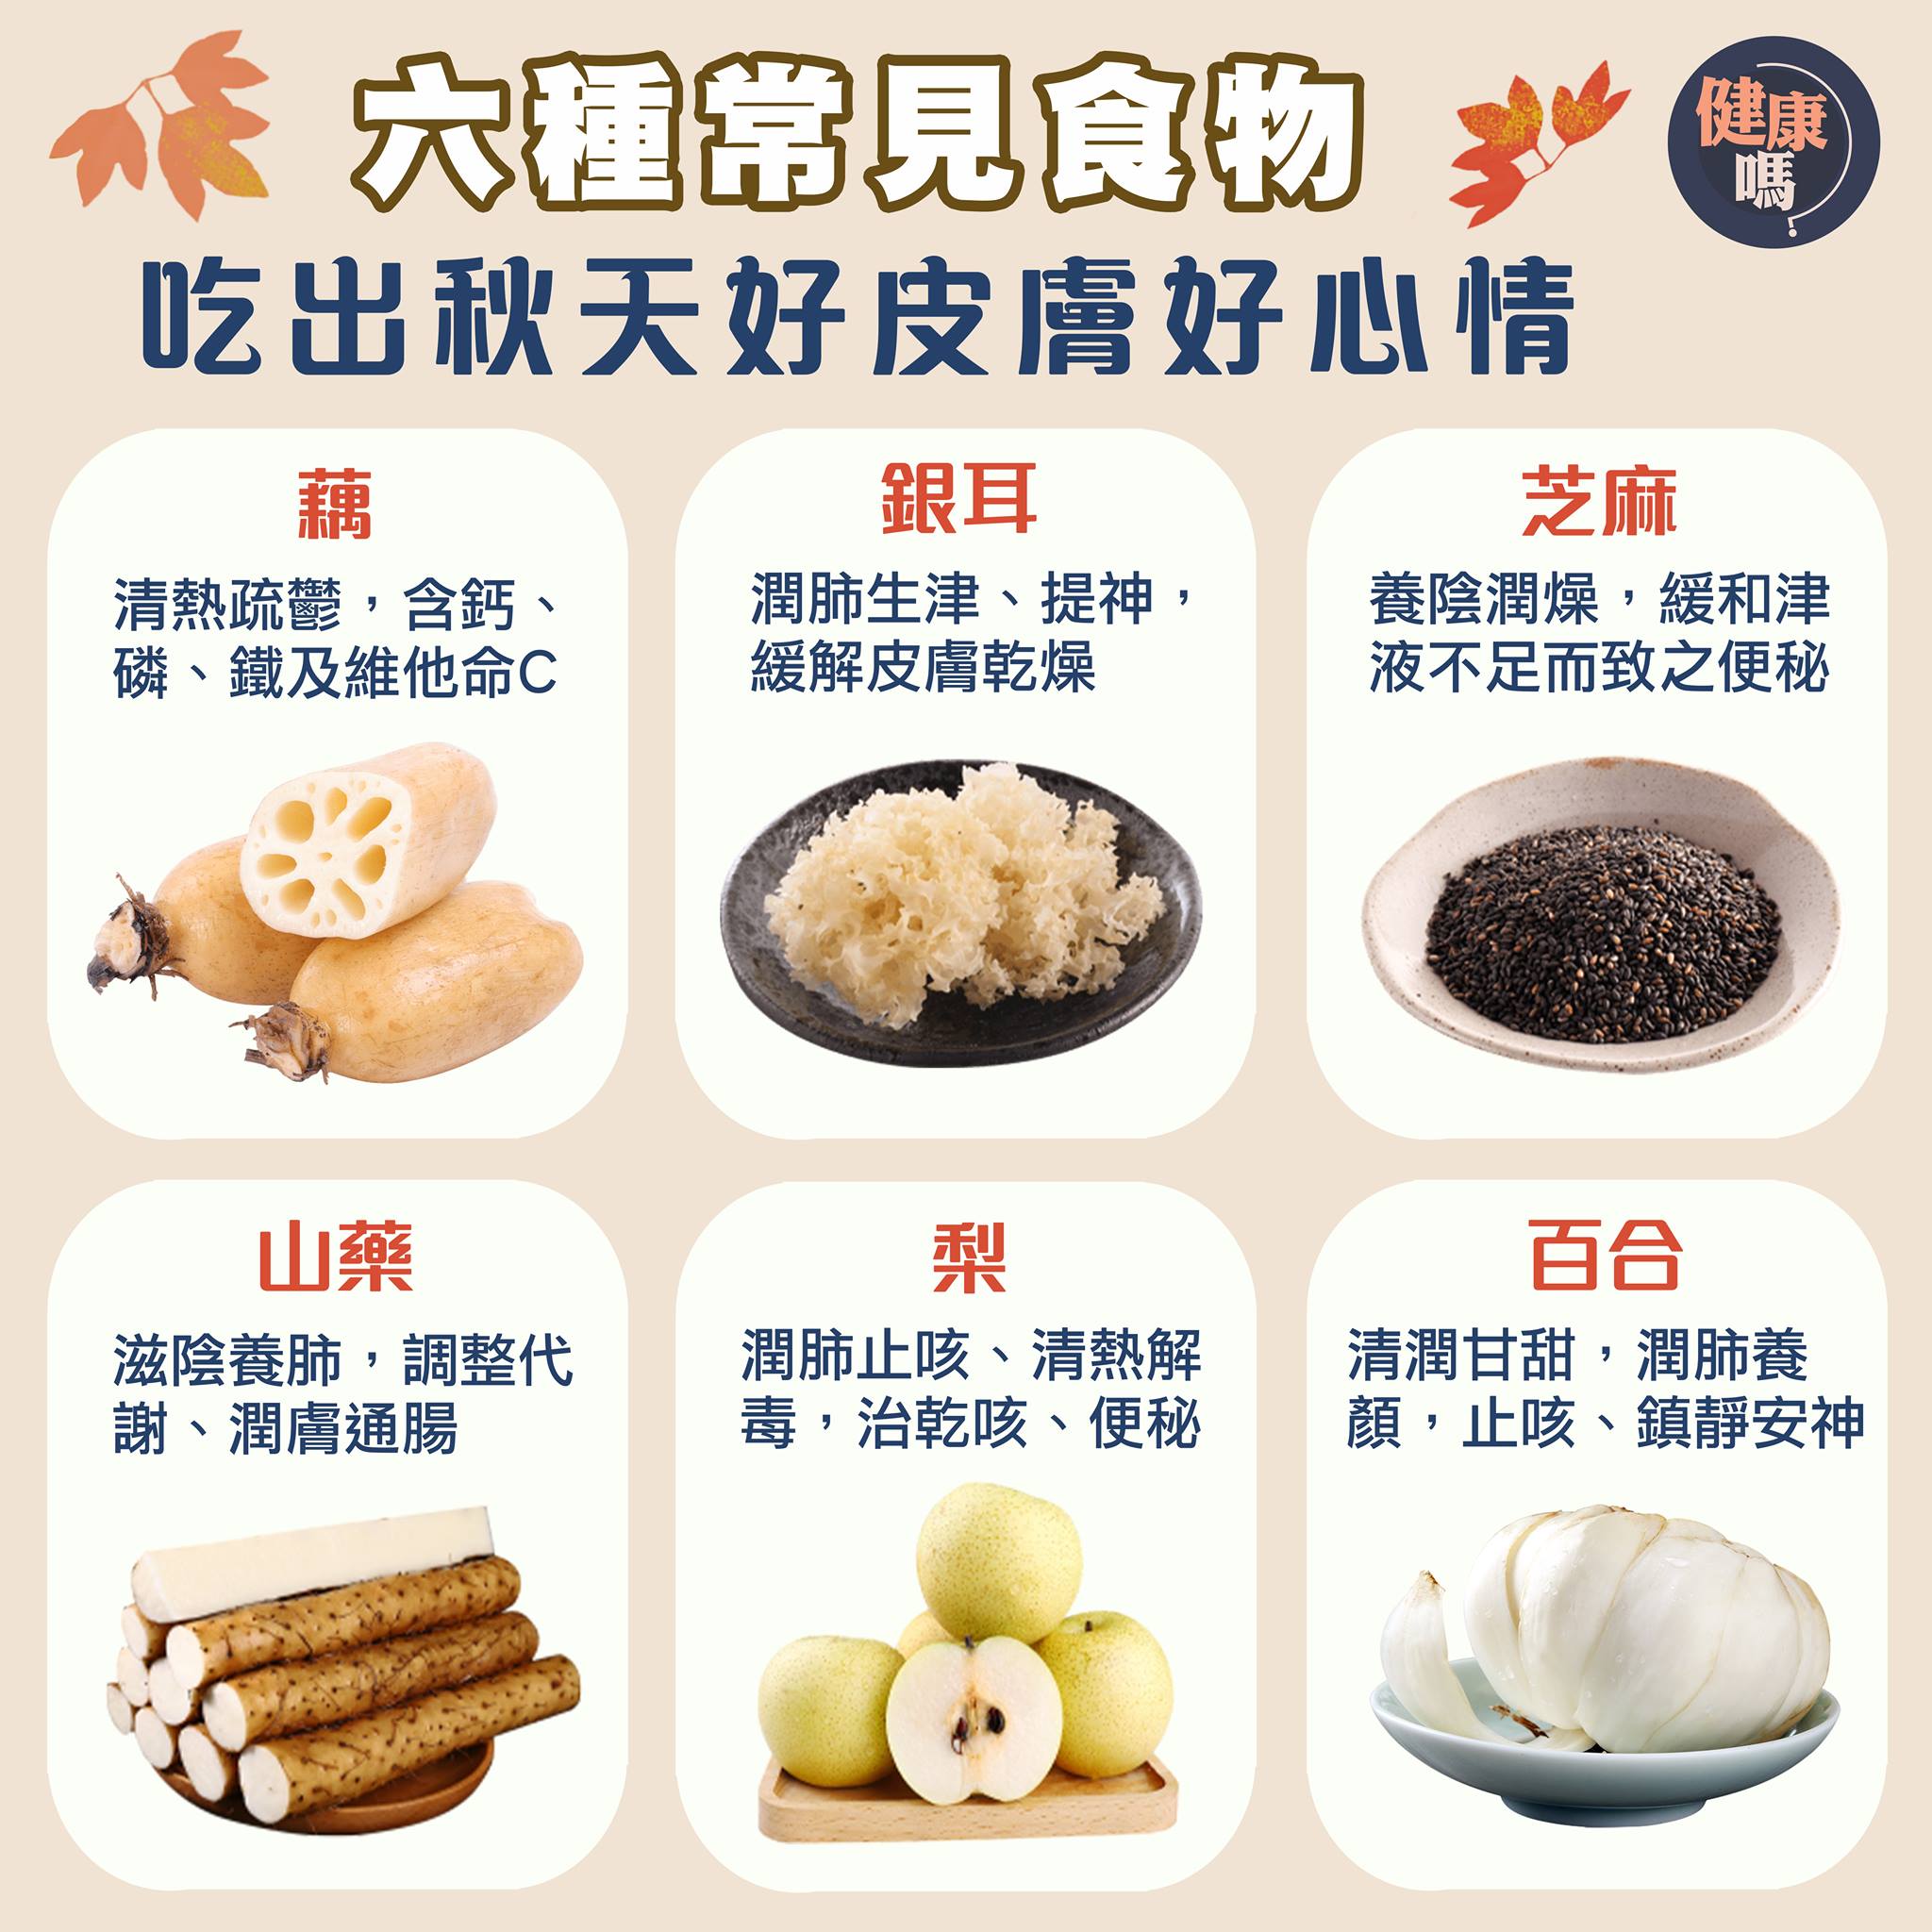 六種常見食物
健康
嗎?
吃出秋天好皮膚好心情
藕
清熱疏鬱，含鈣、
磷、鐵及維他命C
銀耳
潤肺生津、提神，
緩解皮膚乾燥
芝麻
養陰潤燥，緩和津
液不足而致之便秘
山藥
滋陰養肺，調整代
謝、潤膚通腸
梨
潤肺止咳、清熱解
毒，治乾咳、便秘
百合
清潤甘甜，潤肺養
顏，止咳、鎮靜安神